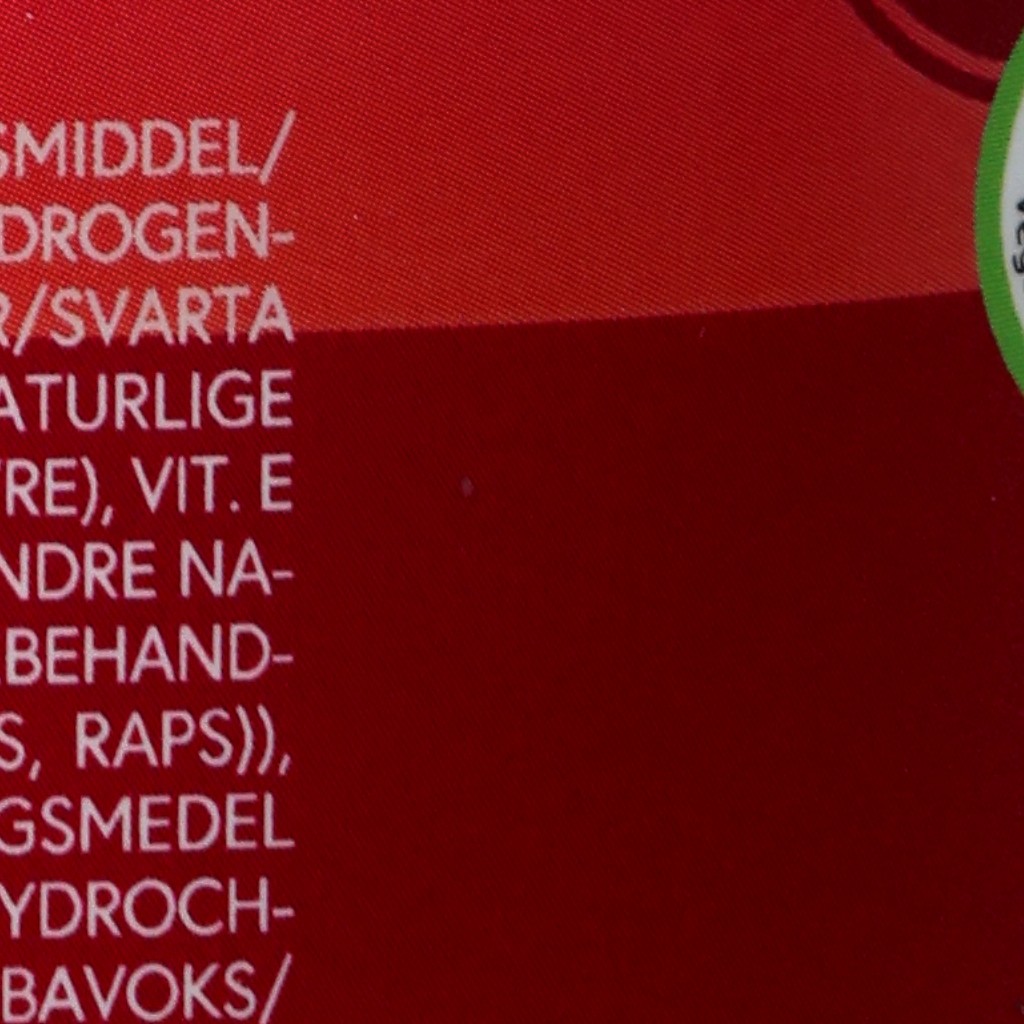 SMIDDEL/
DROGEN-
R/SVARTA
ATURLIGE
RE), VIT. E
NDRE NA-
BEHAND-
S, RAPS)),
GSMEDEL
YDROCH-
BAVOKS/